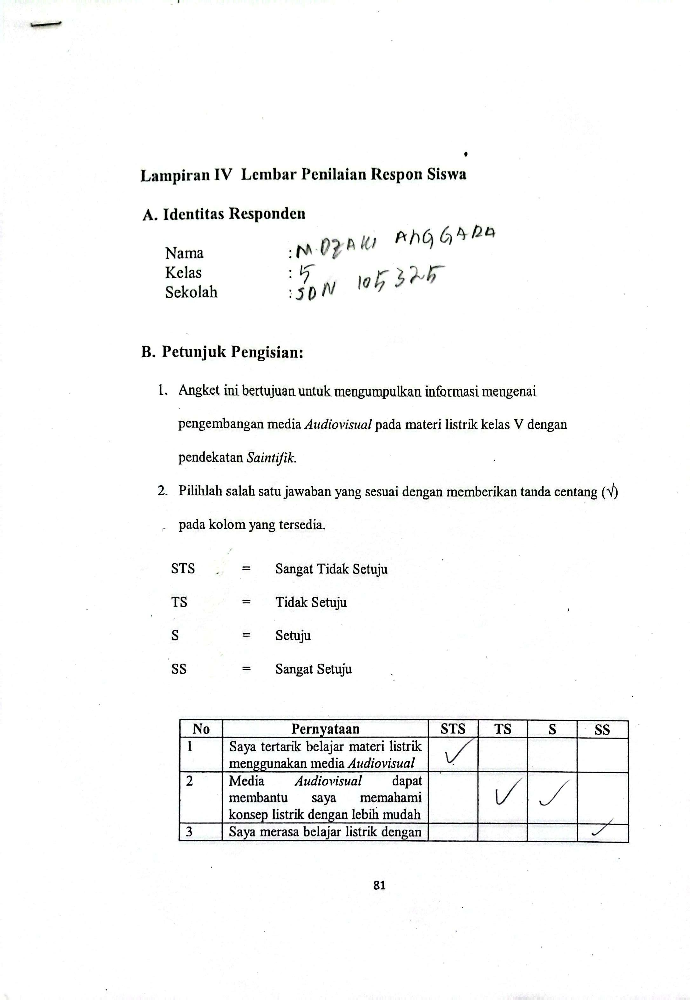 Lampiran IV Lembar Penilaian Respon Siswa
A. Identitas Responden
Nama : M. DZAKI ANGGARA
Kelas : 5
Sekolah : SDN 105325
B. Petunjuk Pengisian:
1. Angket ini bertujuan untuk mengumpulkan informasi mengenai
pengembangan media Audiovisual pada materi listrik kelas V dengan
pendekatan Saintifik.
2. Pilihlah salah satu jawaban yang sesuai dengan memberikan tanda centang (√)
pada kolom yang tersedia.
STS = Sangat Tidak Setuju
TS = Tidak Setuju
S = Setuju
SS = Sangat Setuju
No Pernyataan STS TS S SS
1 Saya tertarik belajar materi listrik ✓
menggunakan media Audiovisual
2 Media Audiovisual dapat
membantu saya memahami ✓ ✓
konsep listrik dengan lebih mudah
3 Saya merasa belajar listrik dengan ✓
81